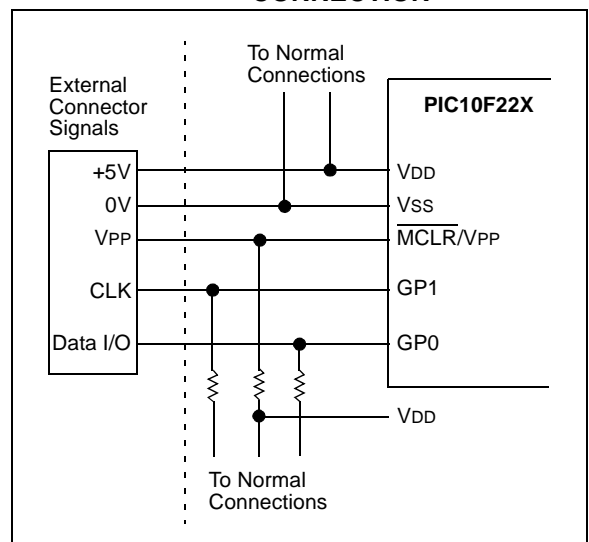 To Normal
Connections
External
Connector
Signals
PIC10F22X
+5V
VDD
0V
VSS
VPP
MCLR/VPP
CLK
GP1
Data I/O
GP0
VDD
To Normal
Connections